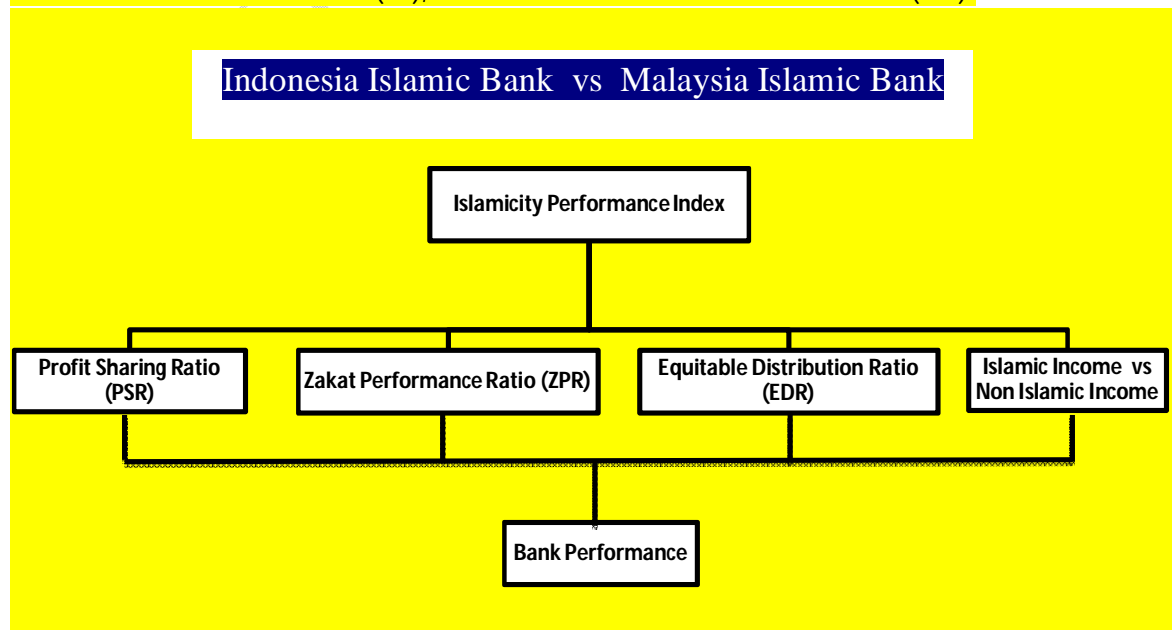 Indonesia Islamic Bank vs Malaysia Islamic Bank
Islamicity Performance Index
Profit Sharing Ratio
(PSR)
Zakat Performance Ratio (ZPR)
Equitable Distribution Ratio
(EDR)
Islamic Income vs
Non Islamic Income
Bank Performance